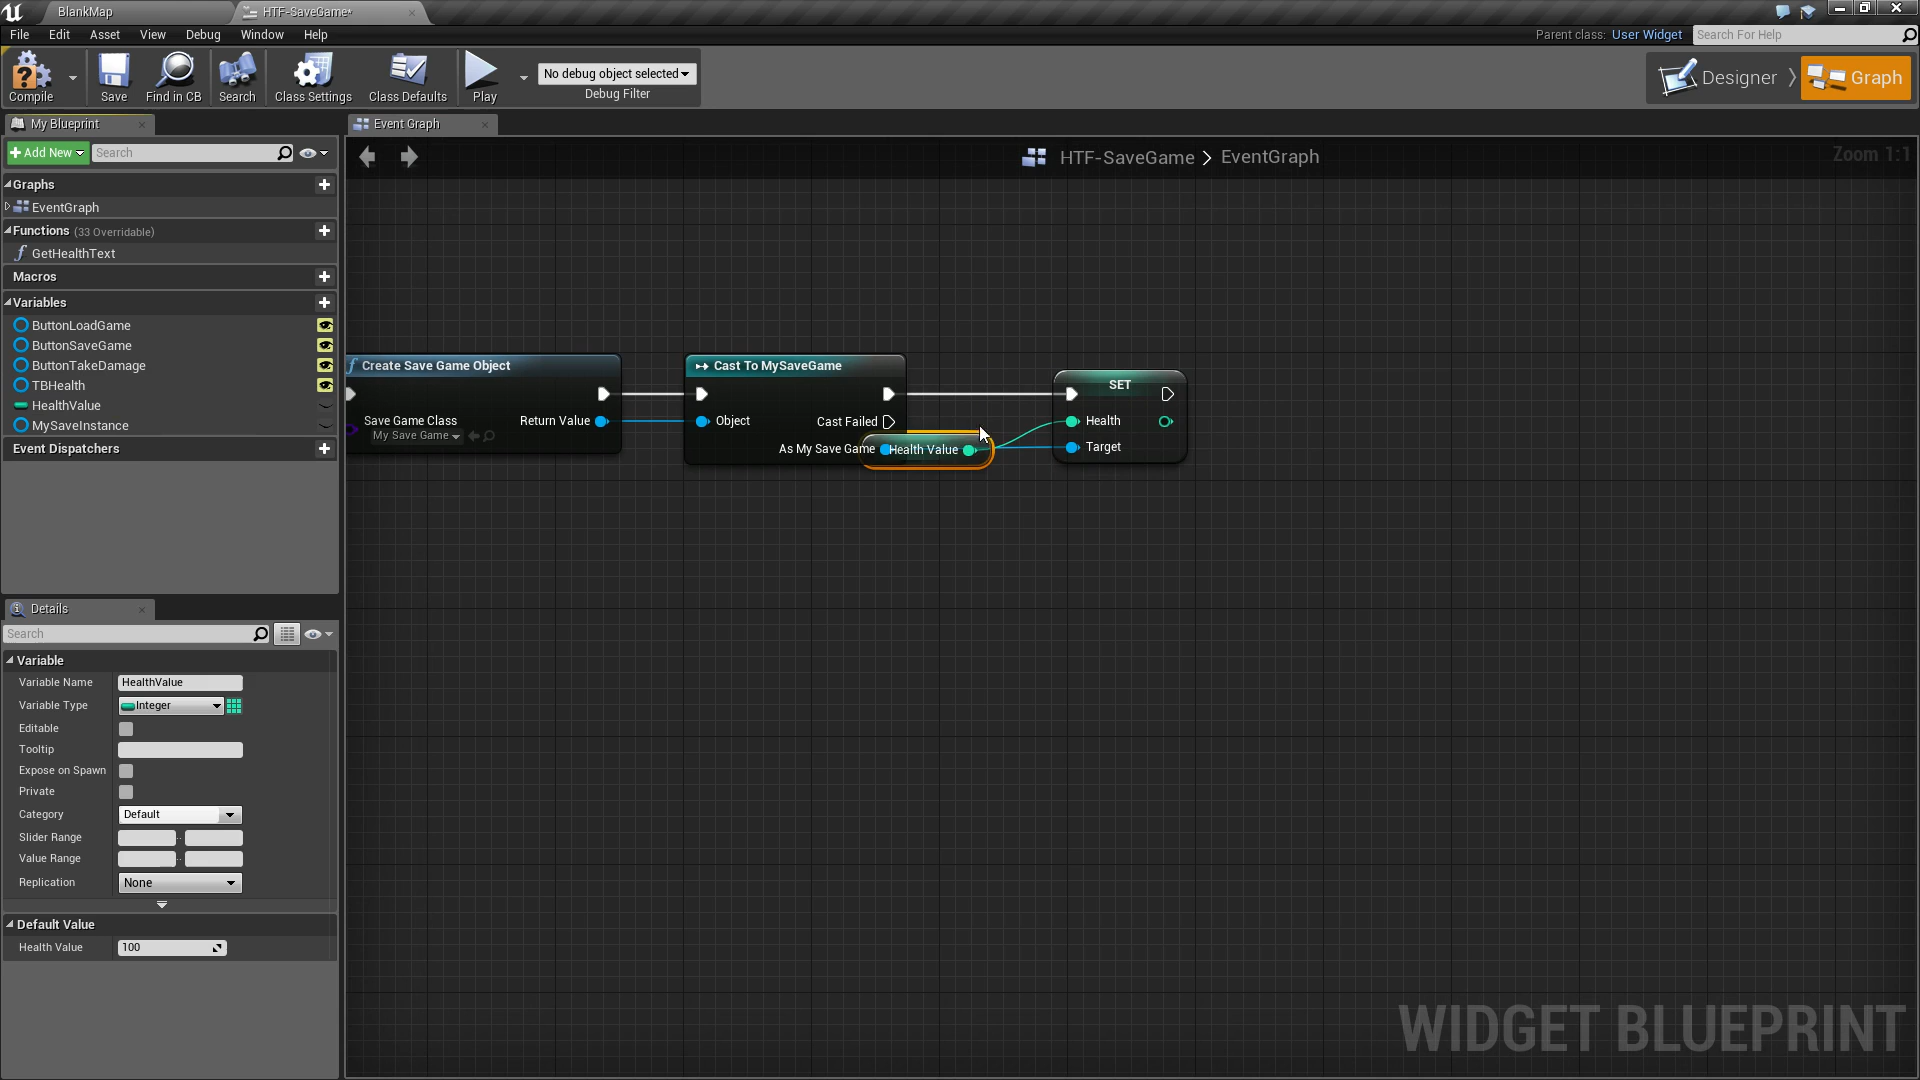 BlankMap
HTF-SaveGame*
File Edit Asset View Debug Window Help
Parent class: User Widget
Search For Help
Compile
Save
Find in CB
Search
Class Settings
Class Defaults
Play
No debug object selected
Debug Filter
Designer
Graph
My Blueprint
Event Graph
Add New
Search
HTF-SaveGame > EventGraph
Zoom 1:1
Graphs
EventGraph
Functions (33 Overridable)
GetHealthText
Macros
Variables
ButtonLoadGame
ButtonSaveGame
ButtonTakeDamage
TBHealth
HealthValue
MySaveInstance
Event Dispatchers
Create Save Game Object
Save Game Class
My Save Game
Return Value
Cast To MySaveGame
Object
Cast Failed
As My Save Game
Health Value
SET
Health
Target
Details
Search
Variable
Variable Name HealthValue
Variable Type Integer
Editable
Tooltip
Expose on Spawn
Private
Category Default
Slider Range
Value Range
Replication None
Default Value
Health Value 100
WIDGET BLUEPRINT